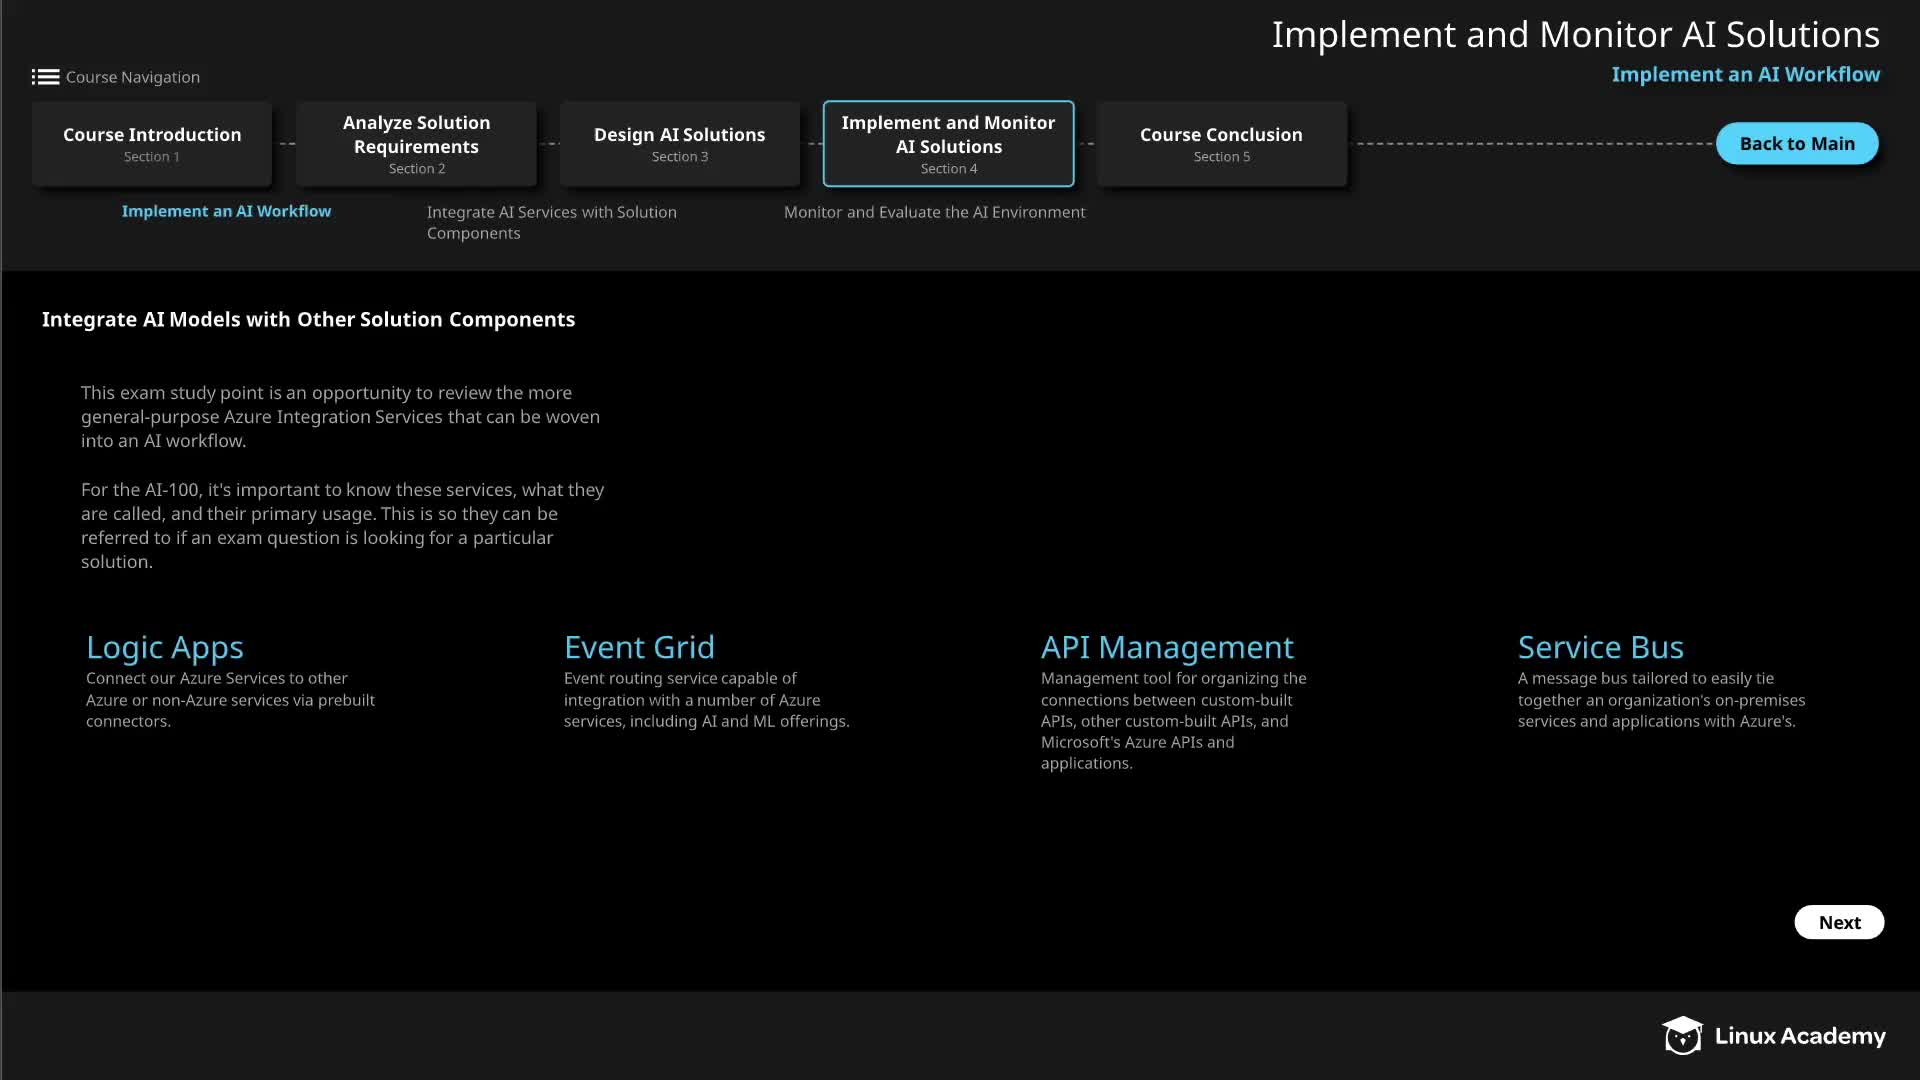 Implement and Monitor AI Solutions
Implement an AI Workflow
Course Navigation
Course Introduction
Section 1
Analyze Solution
Requirements
Section 2
Design AI Solutions
Section 3
Implement and Monitor
AI Solutions
Section 4
Course Conclusion
Section 5
Back to Main
Implement an AI Workflow
Integrate AI Services with Solution
Components
Monitor and Evaluate the AI Environment
Integrate AI Models with Other Solution Components
This exam study point is an opportunity to review the more
general-purpose Azure Integration Services that can be woven
into an AI workflow.
For the AI-100, it's important to know these services, what they
are called, and their primary usage. This is so they can be
referred to if an exam question is looking for a particular
solution.
Logic Apps
Connect our Azure Services to other
Azure or non-Azure services via prebuilt
connectors.
Event Grid
Event routing service capable of
integration with a number of Azure
services, including AI and ML offerings.
API Management
Management tool for organizing the
connections between custom-built
APIs, other custom-built APIs, and
Microsoft's Azure APIs and
applications.
Service Bus
A message bus tailored to easily tie
together an organization's on-premises
services and applications with Azure's.
Next
Linux Academy